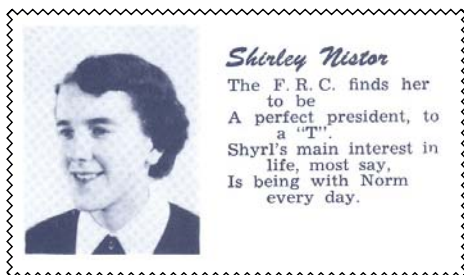 Shirley Nistor
The F. R. C. finds her
to be
A perfect president, to
a "T".
Shyrl's main interest in
life, most say,
Is being with Norm
every day.